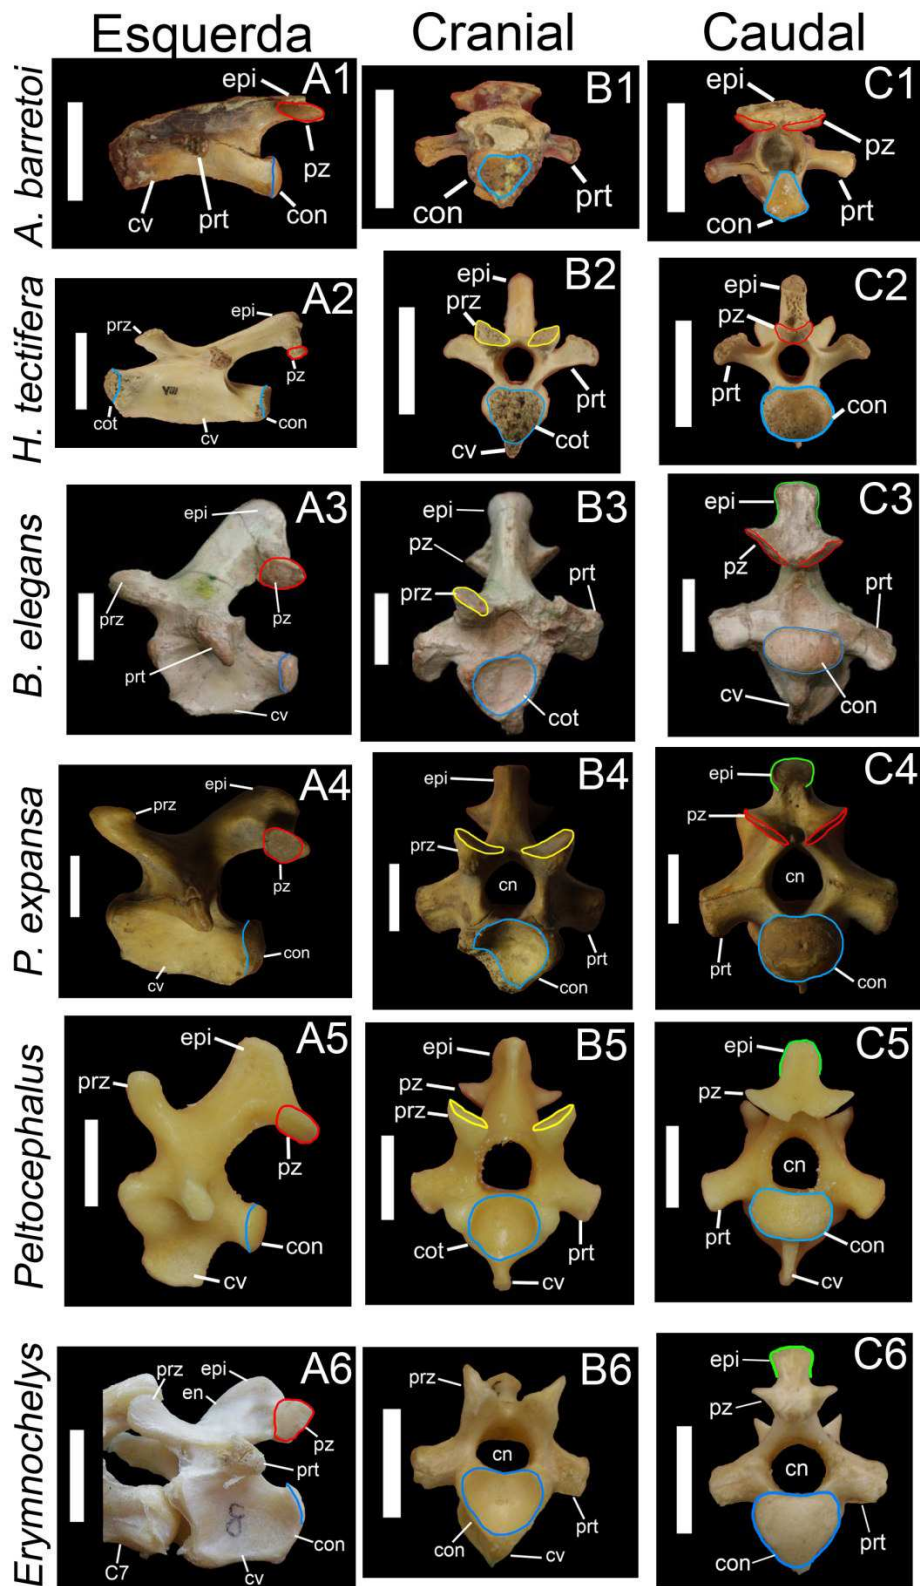 Esquerda
Cranial
Caudal
A. barretoi
A1
epi
pz
cv
prt
con
B1
con
prt
C1
epi
pz
prt
con
H. tectifera
A2
prz
epi
pz
cot
cv
con
VIII
B2
epi
prz
prt
cot
cv
C2
epi
pz
prt
con
B. elegans
A3
epi
prz
pz
prt
cv
B3
epi
pz
prz
prt
cot
C3
pz
prt
cv
con
P. expansa
A4
prz
epi
pz
con
cv
B4
epi
prz
cn
prt
con
C4
epi
pz
cn
prt
con
Peltocephalus
A5
epi
prz
pz
con
cv
B5
epi
pz
prz
cot
prt
cv
C5
epi
pz
cn
prt
con
cv
Erymnochelys
A6
prz
epi
en
pz
prt
8
con
C7
cv
B6
prz
cn
prt
con
cv
C6
epi
pz
cn
prt
con